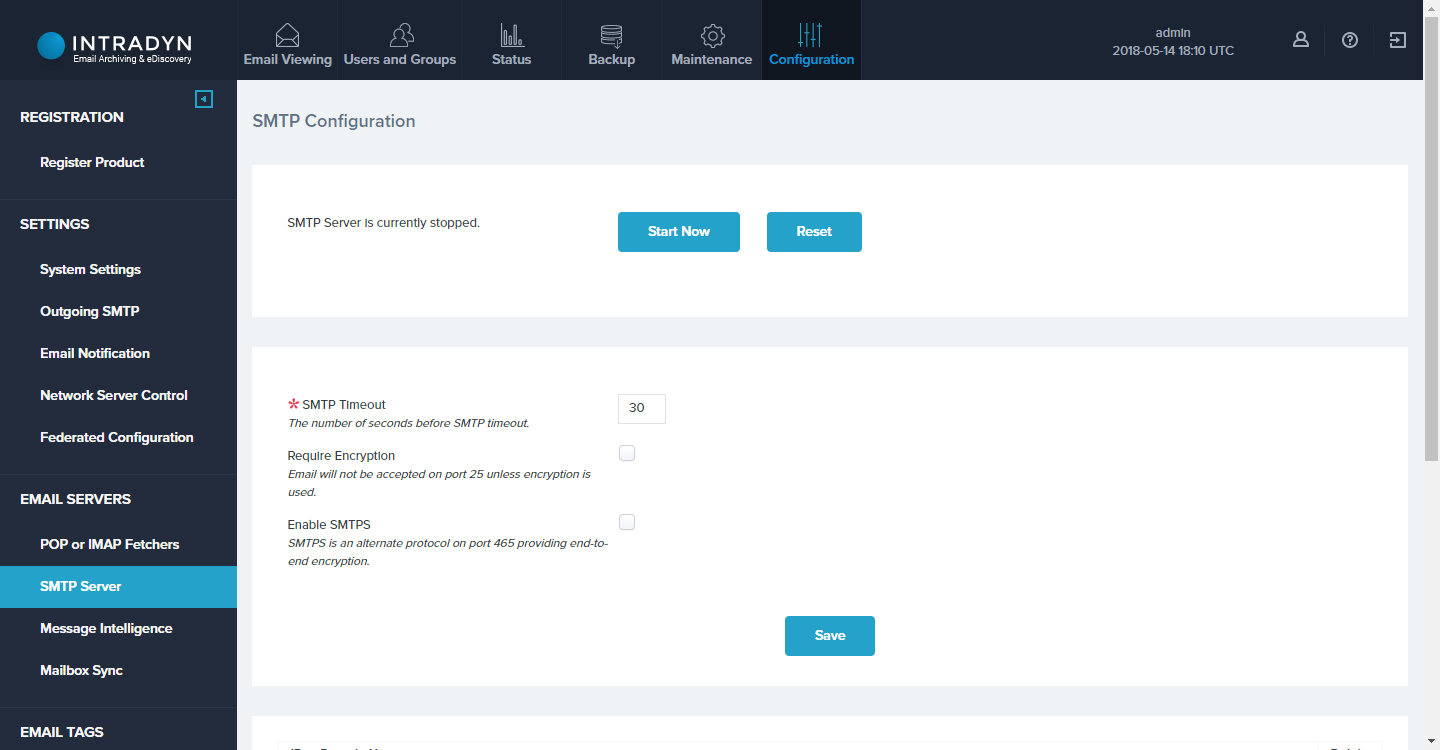 INTRADYN
Email Archiving & eDiscovery
Email Viewing
Users and Groups
Status
Backup
Maintenance
Configuration
admin
2018-05-14 18:10 UTC
REGISTRATION
Register Product
SETTINGS
System Settings
Outgoing SMTP
Email Notification
Network Server Control
Federated Configuration
EMAIL SERVERS
POP or IMAP Fetchers
SMTP Server
Message Intelligence
Mailbox Sync
EMAIL TAGS
SMTP Configuration
SMTP Server is currently stopped.
Start Now
Reset
* SMTP Timeout
The number of seconds before SMTP timeout.
30
Require Encryption
Email will not be accepted on port 25 unless encryption is
used.
Enable SMTPS
SMTPS is an alternate protocol on port 465 providing end-to-
end encryption.
Save